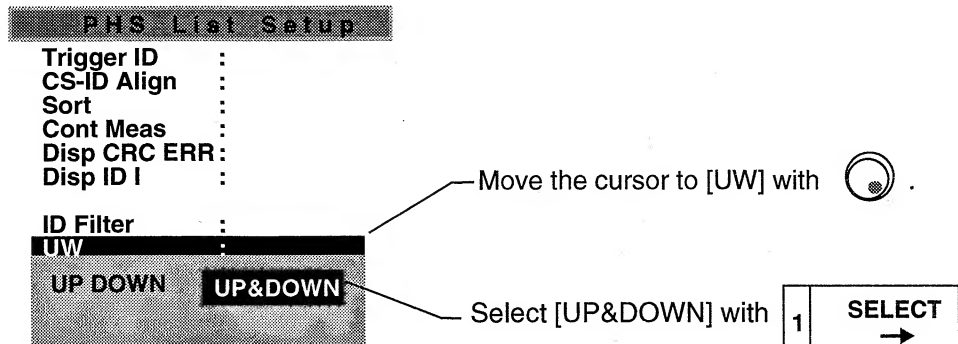 PHS List Setup
Trigger ID :
CS-ID Align :
Sort :
Cont Meas :
Disp CRC ERR :
Disp ID I :
ID Filter :
UW :
UP DOWN UP&DOWN
Move the cursor to [UW] with .
Select [UP&DOWN] with 1 SELECT →